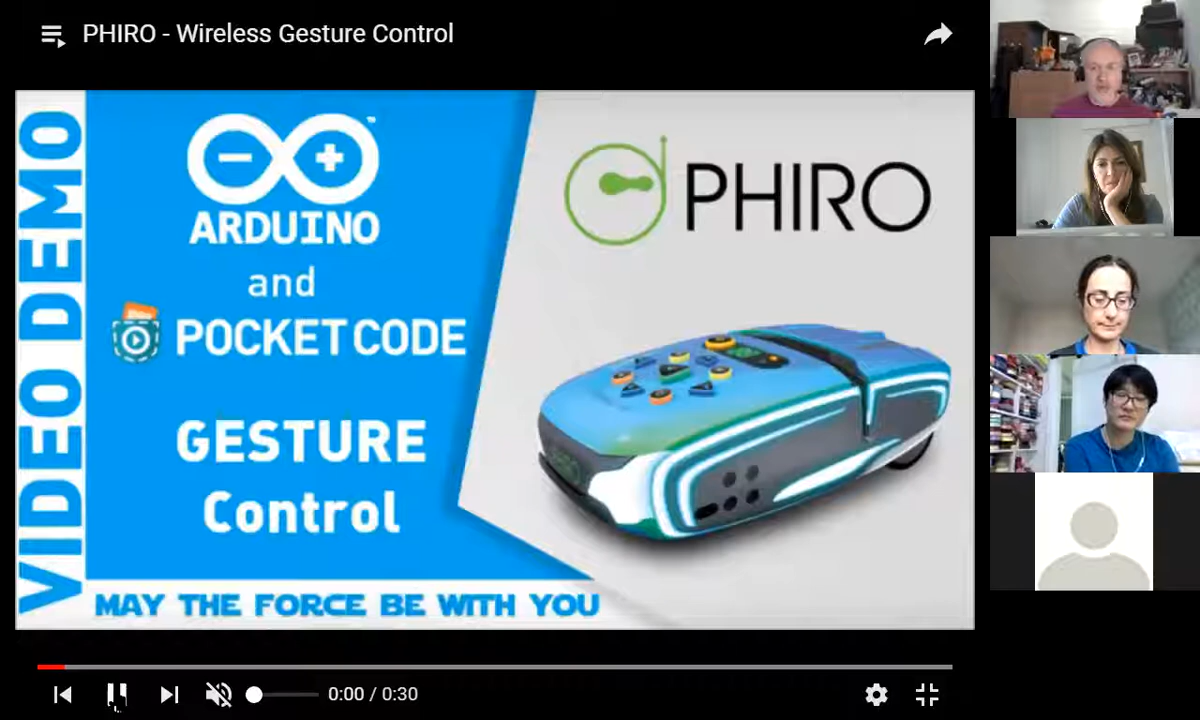 PHIRO - Wireless Gesture Control
VIDEO DEMO
ARDUINO
™
and
POCKET CODE
GESTURE
Control
PHIRO
MAY THE FORCE BE WITH YOU
0:00 / 0:30